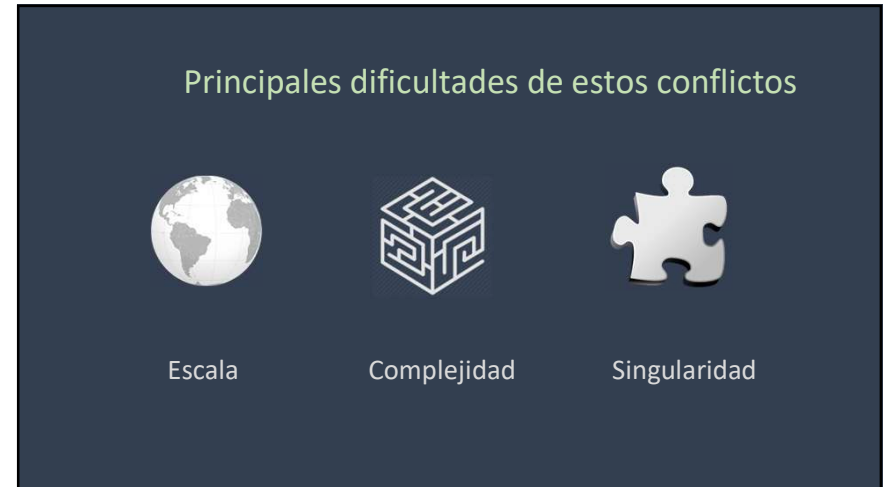 Principales dificultades de estos conflictos
Escala
Complejidad
Singularidad